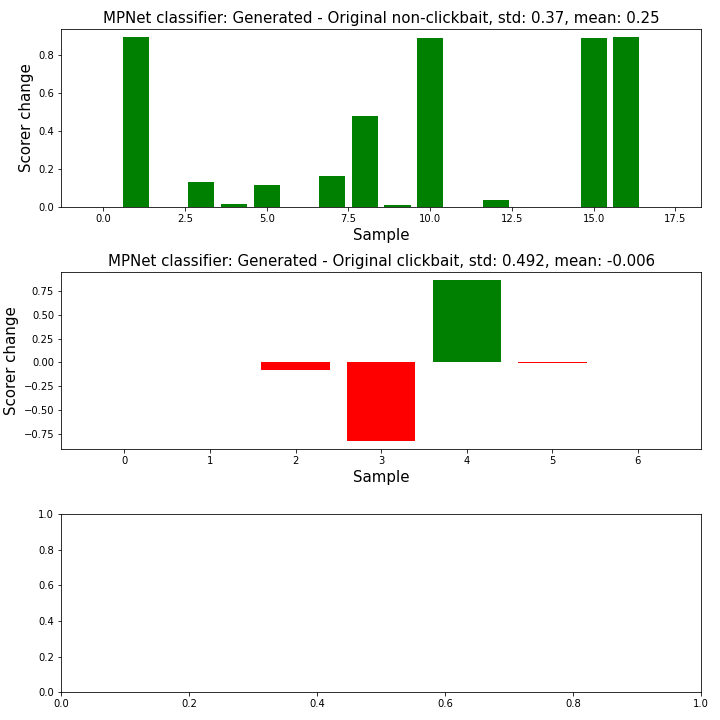 MPNet classifier: Generated - Original non-clickbait, std: 0.37, mean: 0.25
0.8
0.6
0.4
0.2
0.0
Scorer change
0.0 2.5 5.0 7.5 10.0 12.5 15.0 17.5
Sample
MPNet classifier: Generated - Original clickbait, std: 0.492, mean: -0.006
0.75
0.50
0.25
0.00
−0.25
−0.50
−0.75
Scorer change
0 1 2 3 4 5 6
Sample
1.0
0.8
0.6
0.4
0.2
0.0
0.0 0.2 0.4 0.6 0.8 1.0